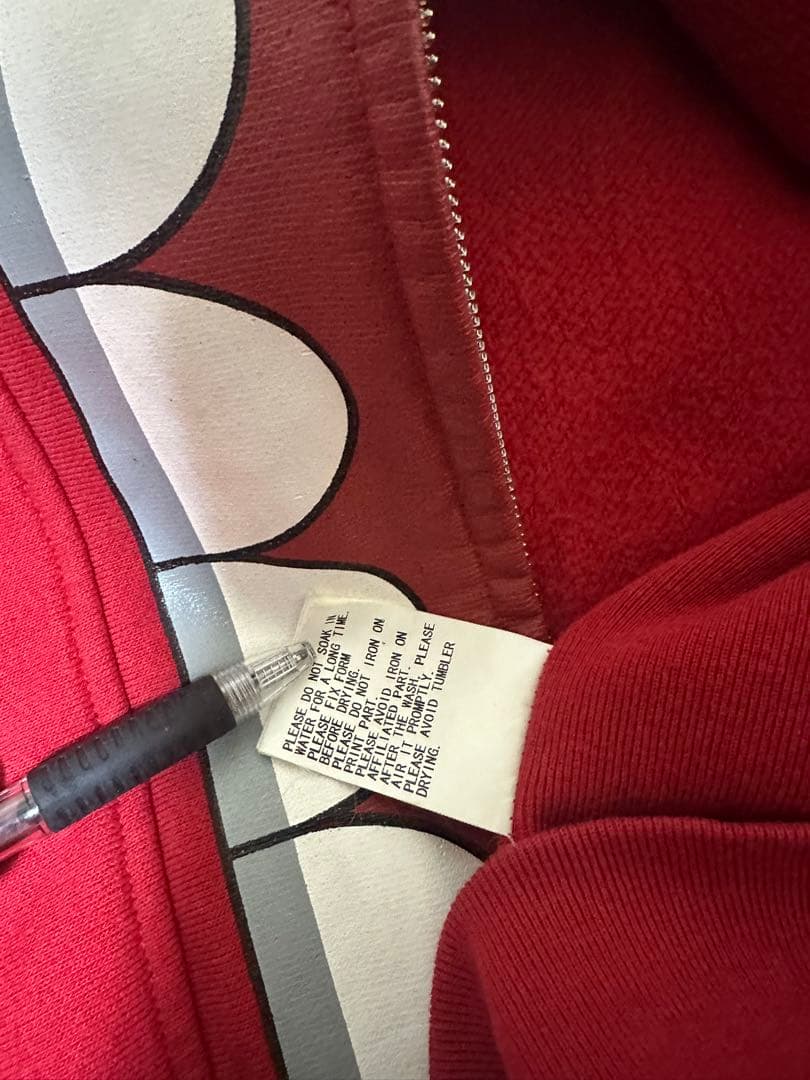 PLEASE DO NOT SOAK IN
WATER FOR A LONG TIME.
PLEASE FIX FORM
BEFORE DRYING.
PLEASE DO NOT IRON ON
PRINT PART.
PLEASE AVOID IRON ON
AFFILIATED PART.
AFTER THE WASH, PLEASE
AIR IT PROMPTLY.
PLEASE AVOID TUMBLER
DRYING.